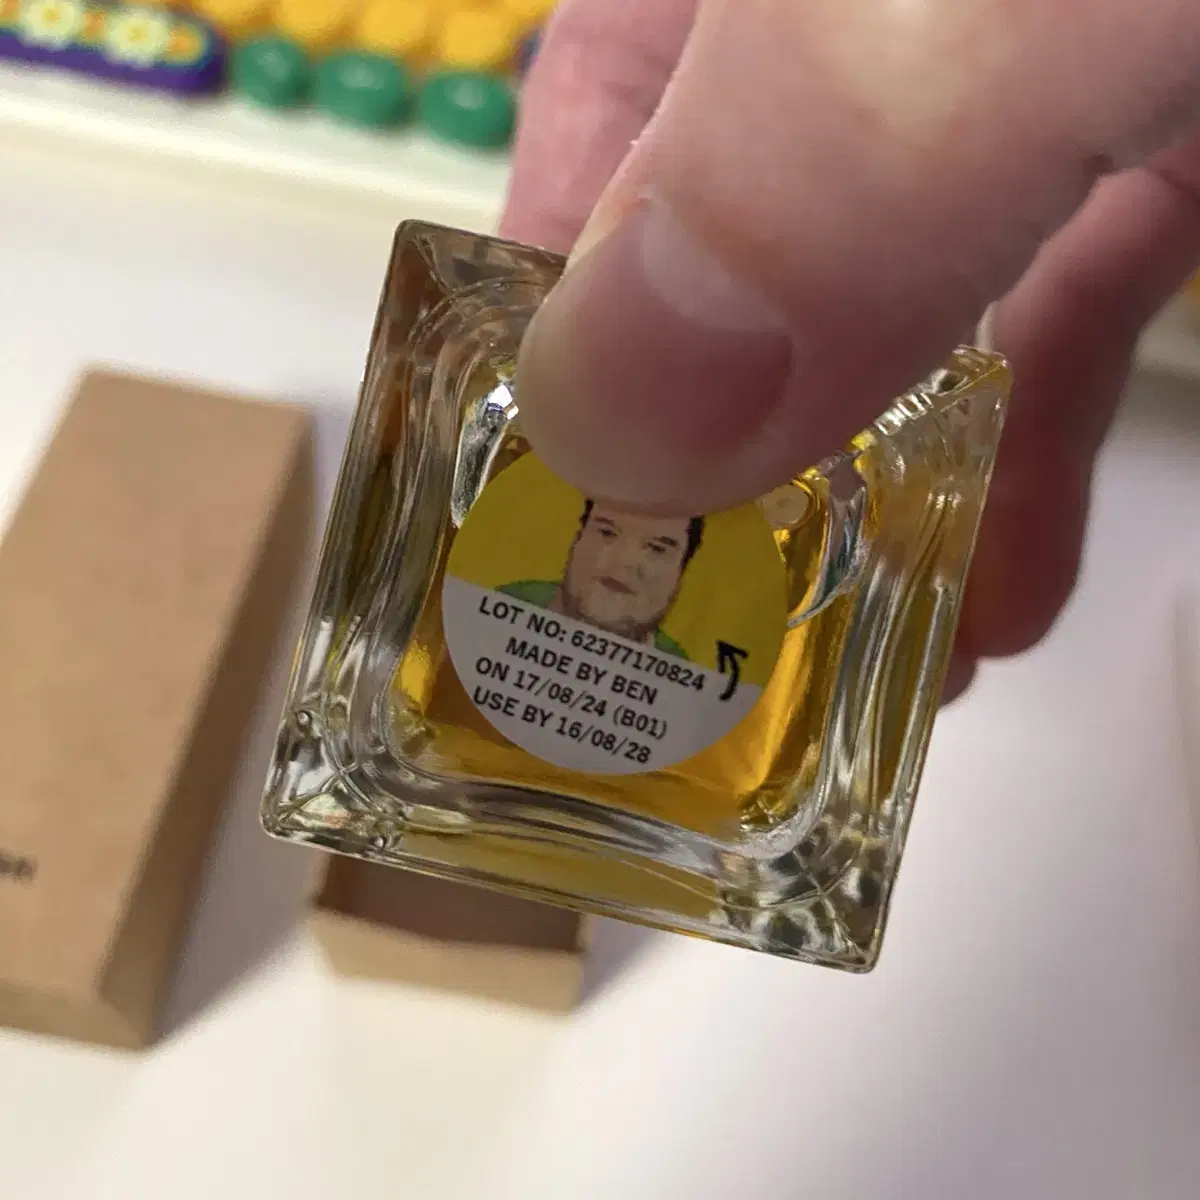 LOT NO: 62377170824
MADE BY BEN
ON 17/08/24 (B01)
USE BY 16/08/28